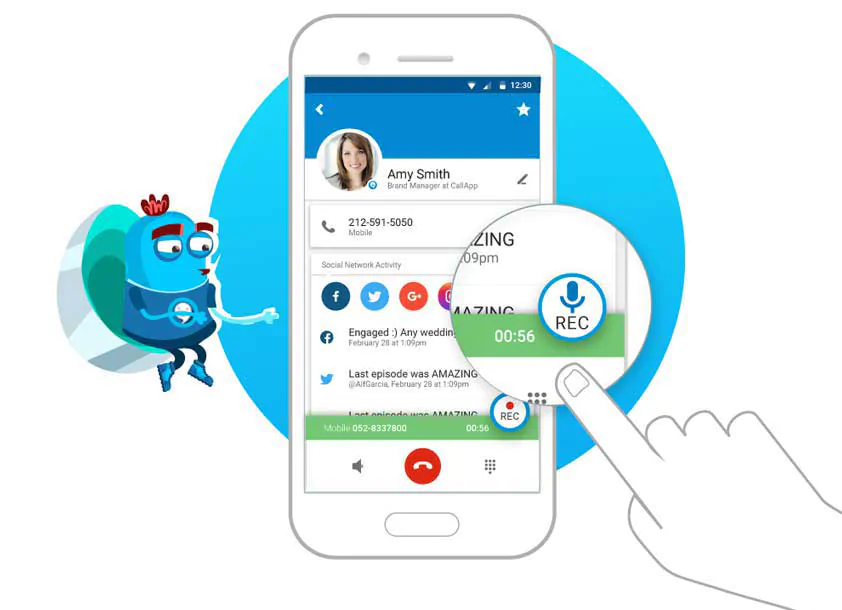 12:30
Amy Smith
Brand Manager at CallApp
212-591-5050
Mobile
Social Network Activity
Engaged :) Any wedding
February 28 at 1:09pm
Last episode was AMAZING
@AlfGarcia, February 28 at 1:09pm
Last episode was AMAZING
REC
Mobile 052-8337800 00:56
AZING
:09pm
MAZING
REC
00:56